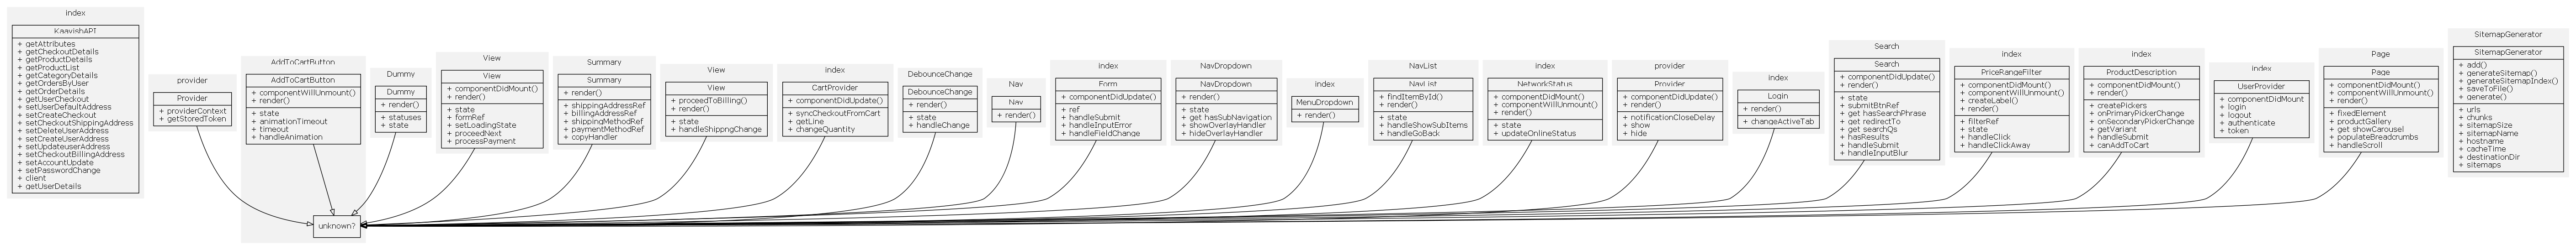 index
KaavishAPI
+ getAttributes
+ getCheckoutDetails
+ getProductDetails
+ getProductList
+ getCategoryDetails
+ getOrdersByUser
+ getOrderDetails
+ getUserCheckout
+ setUserDefaultAddress
+ setCreateCheckout
+ setCheckoutShippingAddress
+ setDeleteUserAddress
+ setCreateUserAddress
+ setUpdateuserAddress
+ setCheckoutBillingAddress
+ setAccountUpdate
+ setPasswordChange
+ client
+ getUserDetails
provider
Provider
+ providerContext
+ getStoredToken
AddToCartButton
AddToCartButton
+ componentWillUnmount()
+ render()
+ state
+ animationTimeout
+ timeout
+ handleAnimation
unknown?
Dummy
Dummy
+ render()
+ statuses
+ state
View
View
+ componentDidMount()
+ render()
+ state
+ formRef
+ setLoadingState
+ proceedNext
+ processPayment
Summary
Summary
+ render()
+ shippingAddressRef
+ billingAddressRef
+ shippingMethodRef
+ paymentMethodRef
+ copyHandler
View
View
+ proceedToBilling()
+ render()
+ state
+ handleShippngChange
index
CartProvider
+ componentDidUpdate()
+ syncCheckoutFromCart
+ getLine
+ changeQuantity
DebounceChange
DebounceChange
+ render()
+ state
+ handleChange
Nav
Nav
+ render()
index
Form
+ componentDidUpdate()
+ ref
+ handleSubmit
+ handleInputError
+ handleFieldChange
NavDropdown
NavDropdown
+ render()
+ state
+ get hasSubNavigation
+ showOverlayHandler
+ hideOverlayHandler
index
MenuDropdown
+ render()
NavList
NavList
+ findItemById()
+ render()
+ state
+ handleShowSubItems
+ handleGoBack
index
NetworkStatus
+ componentDidMount()
+ componentWillUnmount()
+ render()
+ state
+ updateOnlineStatus
provider
Provider
+ componentDidUpdate()
+ render()
+ notificationCloseDelay
+ show
+ hide
index
Login
+ render()
+ changeActiveTab
Search
Search
+ componentDidUpdate()
+ render()
+ state
+ submitBtnRef
+ get hasSearchPhrase
+ get redirectTo
+ get searchQs
+ hasResults
+ handleSubmit
+ handleInputBlur
index
PriceRangeFilter
+ componentDidMount()
+ componentWillUnmount()
+ createLabel()
+ render()
+ filterRef
+ state
+ handleClick
+ handleClickAway
index
ProductDescription
+ componentDidMount()
+ render()
+ createPickers
+ onPrimaryPickerChange
+ onSecondaryPickerChange
+ getVariant
+ handleSubmit
+ canAddToCart
index
UserProvider
+ componentDidMount
+ login
+ logout
+ authenticate
+ token
Page
Page
+ componentDidMount()
+ componentWillUnmount()
+ render()
+ fixedElement
+ productGallery
+ get showCarousel
+ populateBreadcrumbs
+ handleScroll
SitemapGenerator
SitemapGenerator
+ add()
+ generateSitemap()
+ generateSitemapIndex()
+ saveToFile()
+ generate()
+ urls
+ chunks
+ sitemapSize
+ sitemapName
+ hostname
+ cacheTime
+ destinationDir
+ sitemaps